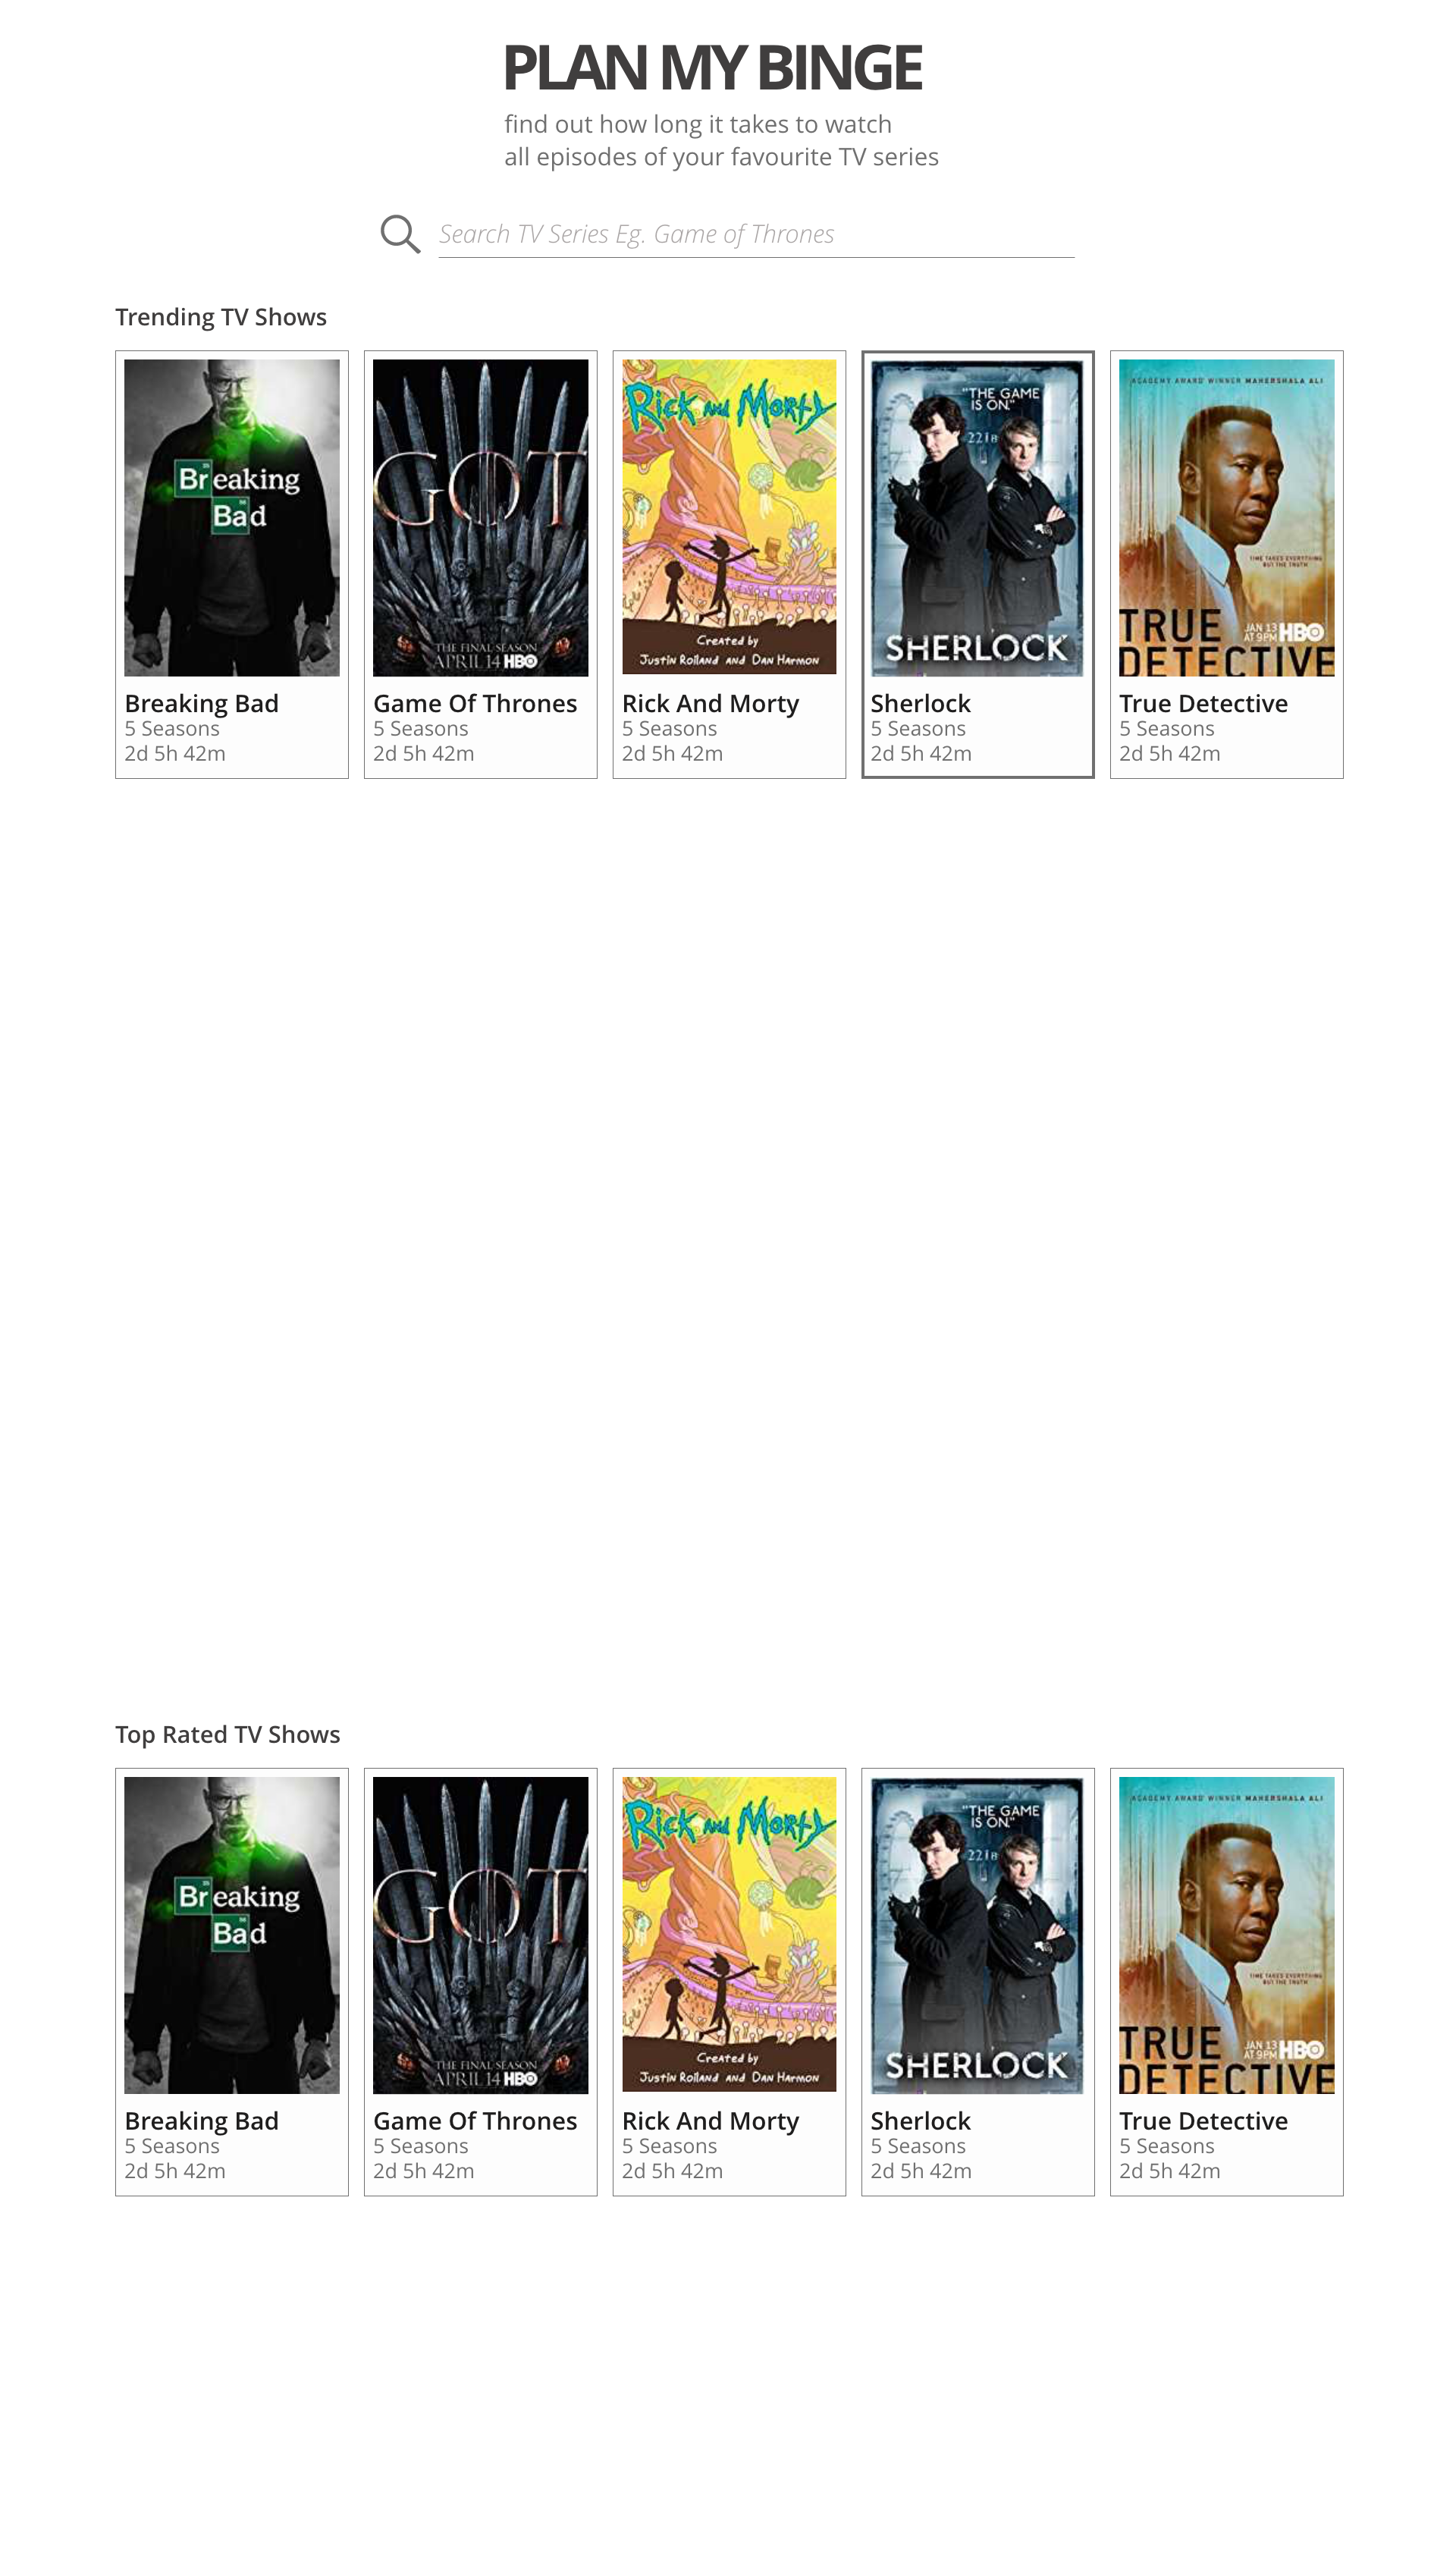 PLAN MY BINGE
find out how long it takes to watch
all episodes of your favourite TV series
Search TV Series Eg. Game of Thrones
Trending TV Shows
Breaking
Bad
GOT
THE FINAL SEASON
APRIL 14 HBO
Rick and Morty
Created by
Justin Roiland and Dan Harmon
"THE GAME
IS ON."
221B
SHERLOCK
ACADEMY AWARD WINNER MAHERSHALA ALI
TIME TAKES EVERYTHING
BUT THE TRUTH
TRUE
JAN 13
AT 9PM HBO
DETECTIVE
Breaking Bad
5 Seasons
2d 5h 42m
Game Of Thrones
5 Seasons
2d 5h 42m
Rick And Morty
5 Seasons
2d 5h 42m
Sherlock
5 Seasons
2d 5h 42m
True Detective
5 Seasons
2d 5h 42m
Top Rated TV Shows
Breaking
Bad
GOT
THE FINAL SEASON
APRIL 14 HBO
Rick and Morty
Created by
Justin Roiland and Dan Harmon
"THE GAME
IS ON."
221B
SHERLOCK
ACADEMY AWARD WINNER MAHERSHALA ALI
TIME TAKES EVERYTHING
BUT THE TRUTH
TRUE
JAN 13
AT 9PM HBO
DETECTIVE
Breaking Bad
5 Seasons
2d 5h 42m
Game Of Thrones
5 Seasons
2d 5h 42m
Rick And Morty
5 Seasons
2d 5h 42m
Sherlock
5 Seasons
2d 5h 42m
True Detective
5 Seasons
2d 5h 42m